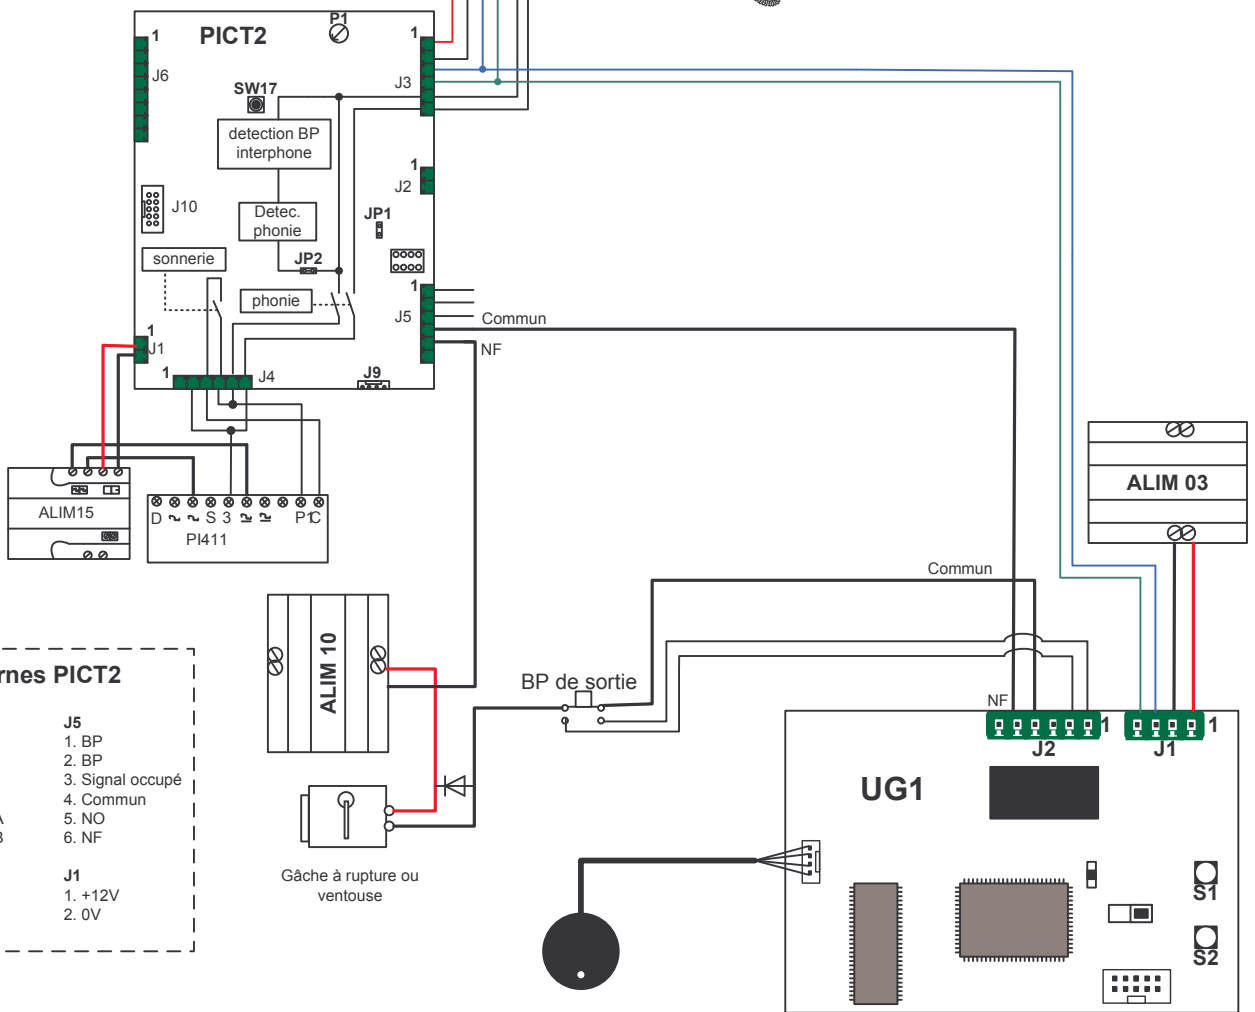 P1
PICT2
1
1
J6
J3
SW17
detection BP
interphone
1
J2
J10
Detec.
phonie
JP1
sonnerie
JP2
phonie
1
J5
Commun
NF
1
J1
1
J4
J9
ALIM15
D
S
3
P1
C
PI411
ALIM 03
Commun
ALIM 10
BP de sortie
NF
1
J2
1
J1
UG1
S1
S2
Gâche à rupture ou
ventouse
rnes PICT2
J5
1. BP
2. BP
3. Signal occupé
4. Commun
5. NO
6. NF
A
B
J1
1. +12V
2. 0V